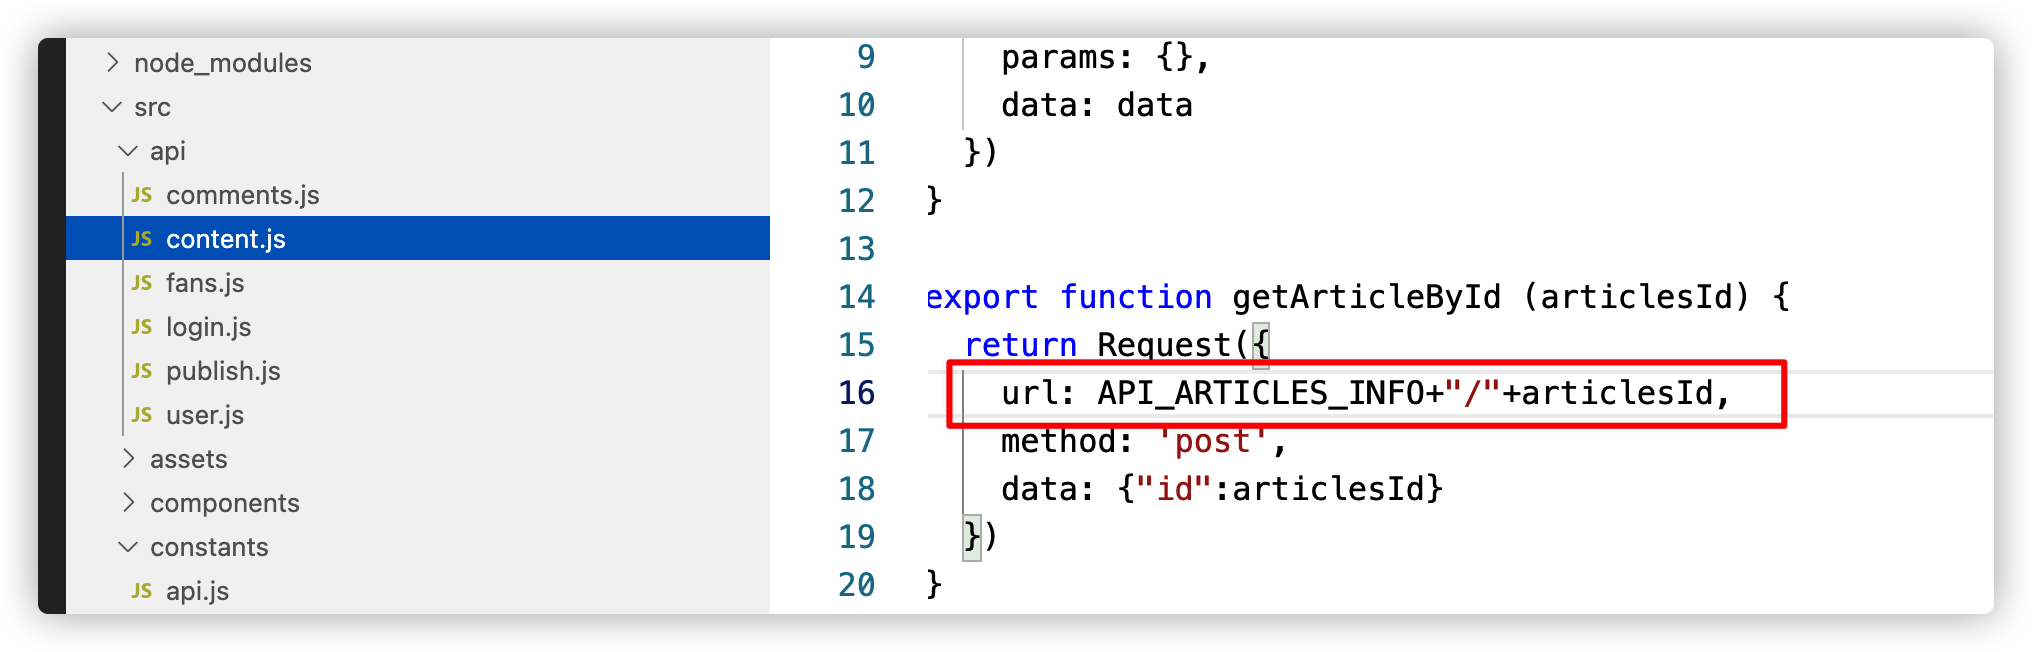 node_modules
src
api
JS comments.js
JS content.js
JS fans.js
JS login.js
JS publish.js
JS user.js
assets
components
constants
JS api.js
9 params: {},
10 data: data
11 })
12 }
13
14 export function getArticleById (articlesId) {
15 return Request({
16 url: API_ARTICLES_INFO+"/"+articlesId,
17 method: 'post',
18 data: {"id":articlesId}
19 })
20 }